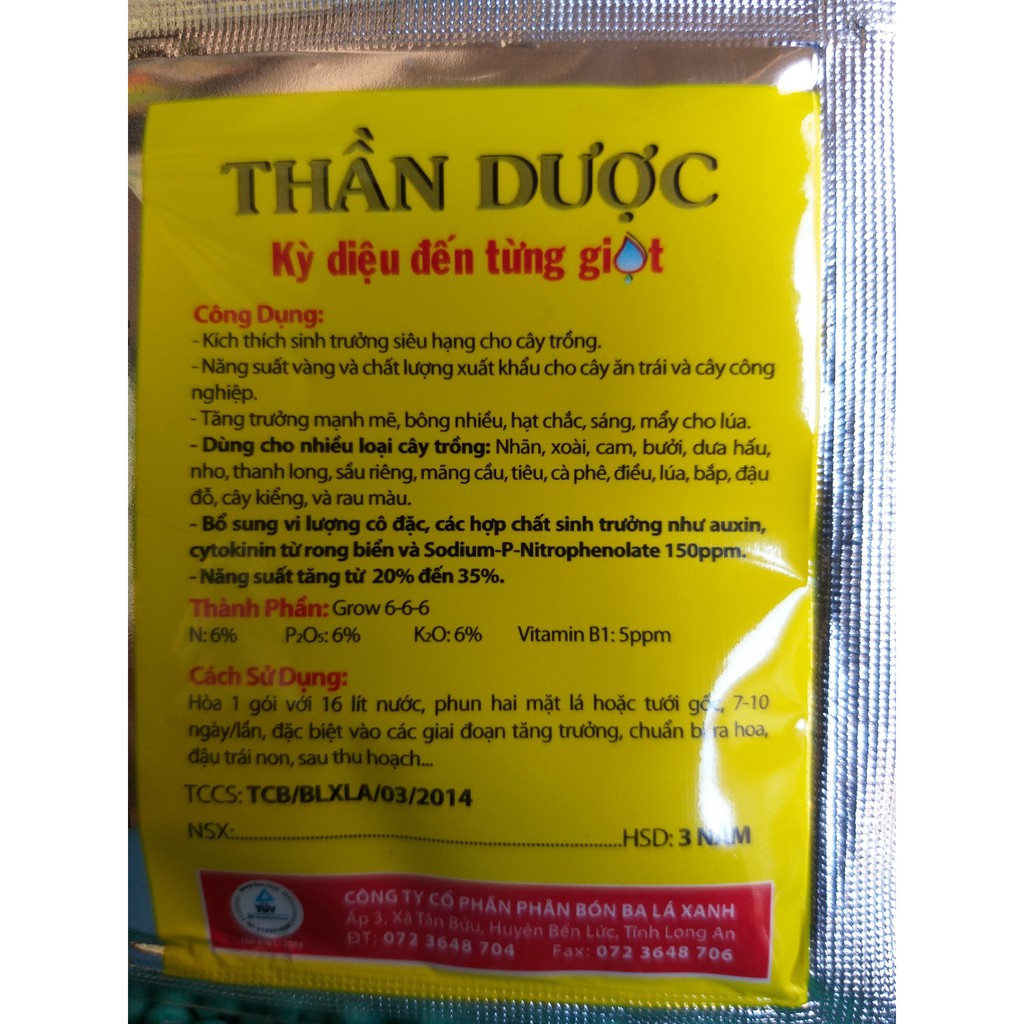 THẦN DƯỢC
Kỳ diệu đến từng giọt
Công Dụng:
- Kích thích sinh trưởng siêu hạng cho cây trồng.
- Năng suất vàng và chất lượng xuất khẩu cho cây ăn trái và cây công
nghiệp.
- Tăng trưởng mạnh mẽ, bông nhiều, hạt chắc, sáng, mẩy cho lúa.
- Dùng cho nhiều loại cây trồng: Nhãn, xoài, cam, bưởi, dưa hấu,
nho, thanh long, sầu riêng, mãng cầu, tiêu, cà phê, điều, lúa, bắp, đậu
đỗ, cây kiểng, và rau màu.
- Bổ sung vi lượng cô đặc, các hợp chất sinh trưởng như auxin,
cytokinin từ rong biển và Sodium-P-Nitrophenolate 150ppm.
- Năng suất tăng từ 20% đến 35%.
Thành Phần: Grow 6-6-6
N: 6% P₂O₅: 6% K₂O: 6% Vitamin B1: 5ppm
Cách Sử Dụng:
Hòa 1 gói với 16 lít nước, phun hai mặt lá hoặc tưới gốc, 7-10
ngày/lần, đặc biệt vào các giai đoạn tăng trưởng, chuẩn bị ra hoa,
đậu trái non, sau thu hoạch...
TCCS: TCB/BLXLA/03/2014
NSX:..........................................................HSD: 3 NĂM
TÜV
CÔNG TY CỔ PHẦN PHÂN BÓN BA LÁ XANH
Ấp 3, Xã Tân Bửu, Huyện Bến Lức, Tỉnh Long An
ĐT: 072 3648 704 Fax: 072 3648 706